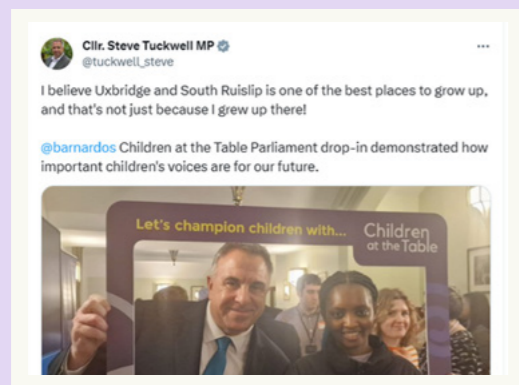 Cllr. Steve Tuckwell MP
@tuckwell_steve
I believe Uxbridge and South Ruislip is one of the best places to grow up,
and that's not just because I grew up there!
@barnardos Children at the Table Parliament drop-in demonstrated how
important children's voices are for our future.
Let's champion children with...
Children
at the Table